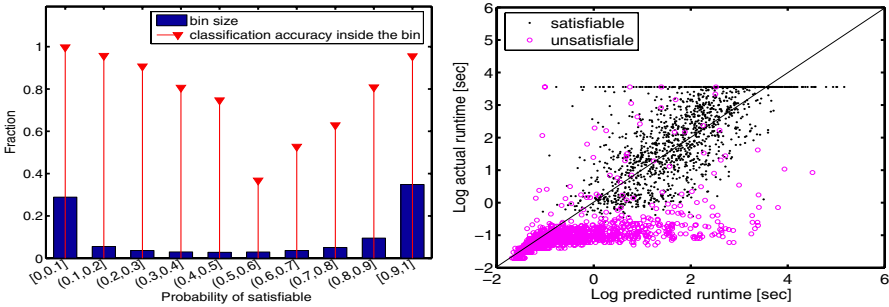 bin size
classification accuracy inside the bin
1
0.8
0.6
0.4
0.2
0
Fraction
[0,0.1]
(0.1,0.2]
(0.2,0.3]
(0.3,0.4]
(0.4,0.5]
(0.5,0.6]
(0.6,0.7]
(0.7,0.8]
(0.8,0.9]
(0.9,1]
Probability of satisfiable
satisfiable
unsatisfiale
6
5
4
3
2
1
0
−1
−2
Log actual runtime [sec]
−2 0 2 4 6
Log predicted runtime [sec]